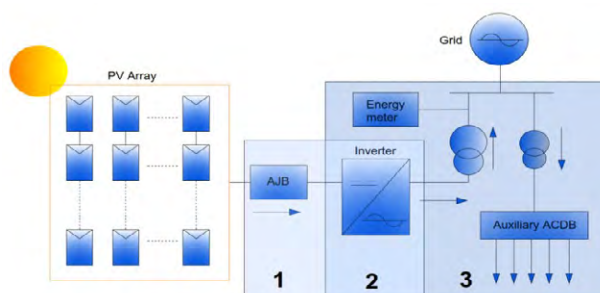 Grid
PV Array
Energy
meter
Inverter
AJB
Auxiliary ACDB
1
2
3